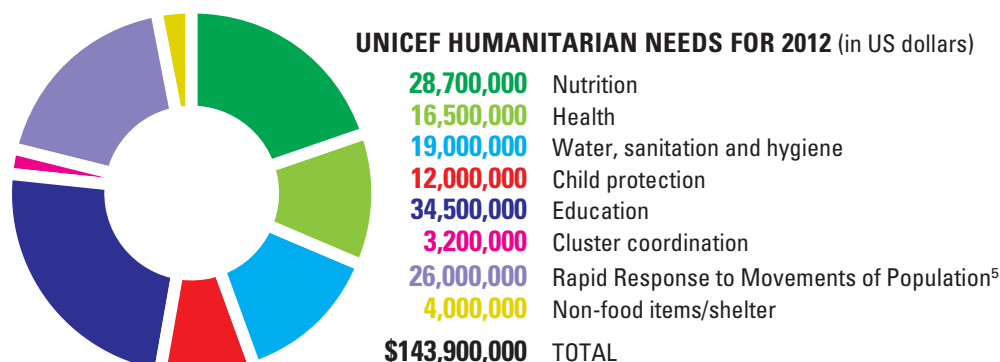 UNICEF HUMANITARIAN NEEDS FOR 2012 (in US dollars)
28,700,000 Nutrition
16,500,000 Health
19,000,000 Water, sanitation and hygiene
12,000,000 Child protection
34,500,000 Education
3,200,000 Cluster coordination
26,000,000 Rapid Response to Movements of Population⁵
4,000,000 Non-food items/shelter
$143,900,000 TOTAL